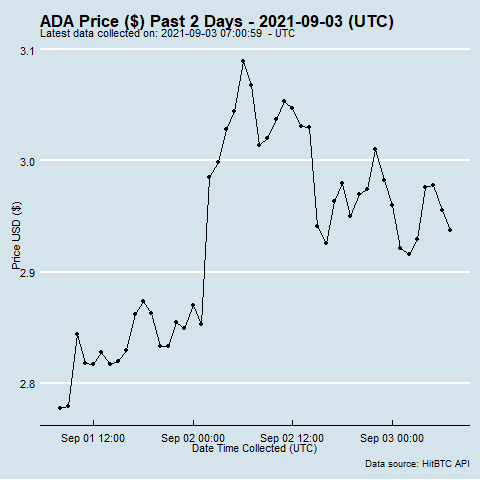 ADA Price ($) Past 2 Days - 2021-09-03 (UTC)
Latest data collected on: 2021-09-03 07:00:59 - UTC
3.1
3.0
2.9
2.8
Price USD ($)
Sep 01 12:00 Sep 02 00:00 Sep 02 12:00 Sep 03 00:00
Date Time Collected (UTC)
Data source: HitBTC API